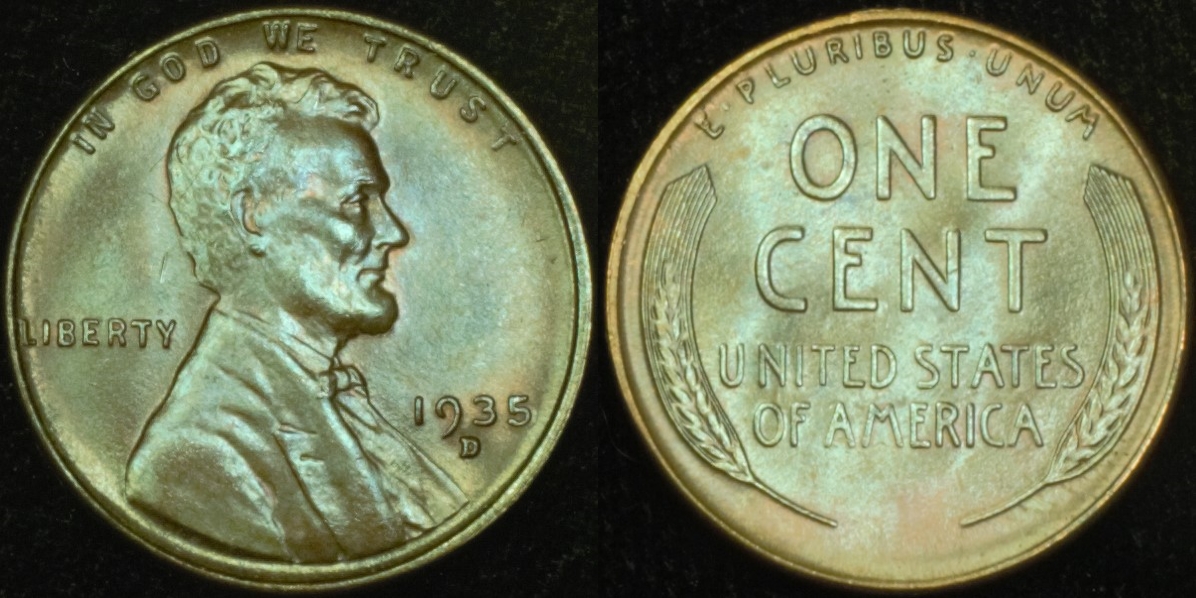 IN GOD WE TRUST
LIBERTY
1935
D
E·PLURIBUS·UNUM
ONE
CENT
UNITED STATES
OF AMERICA